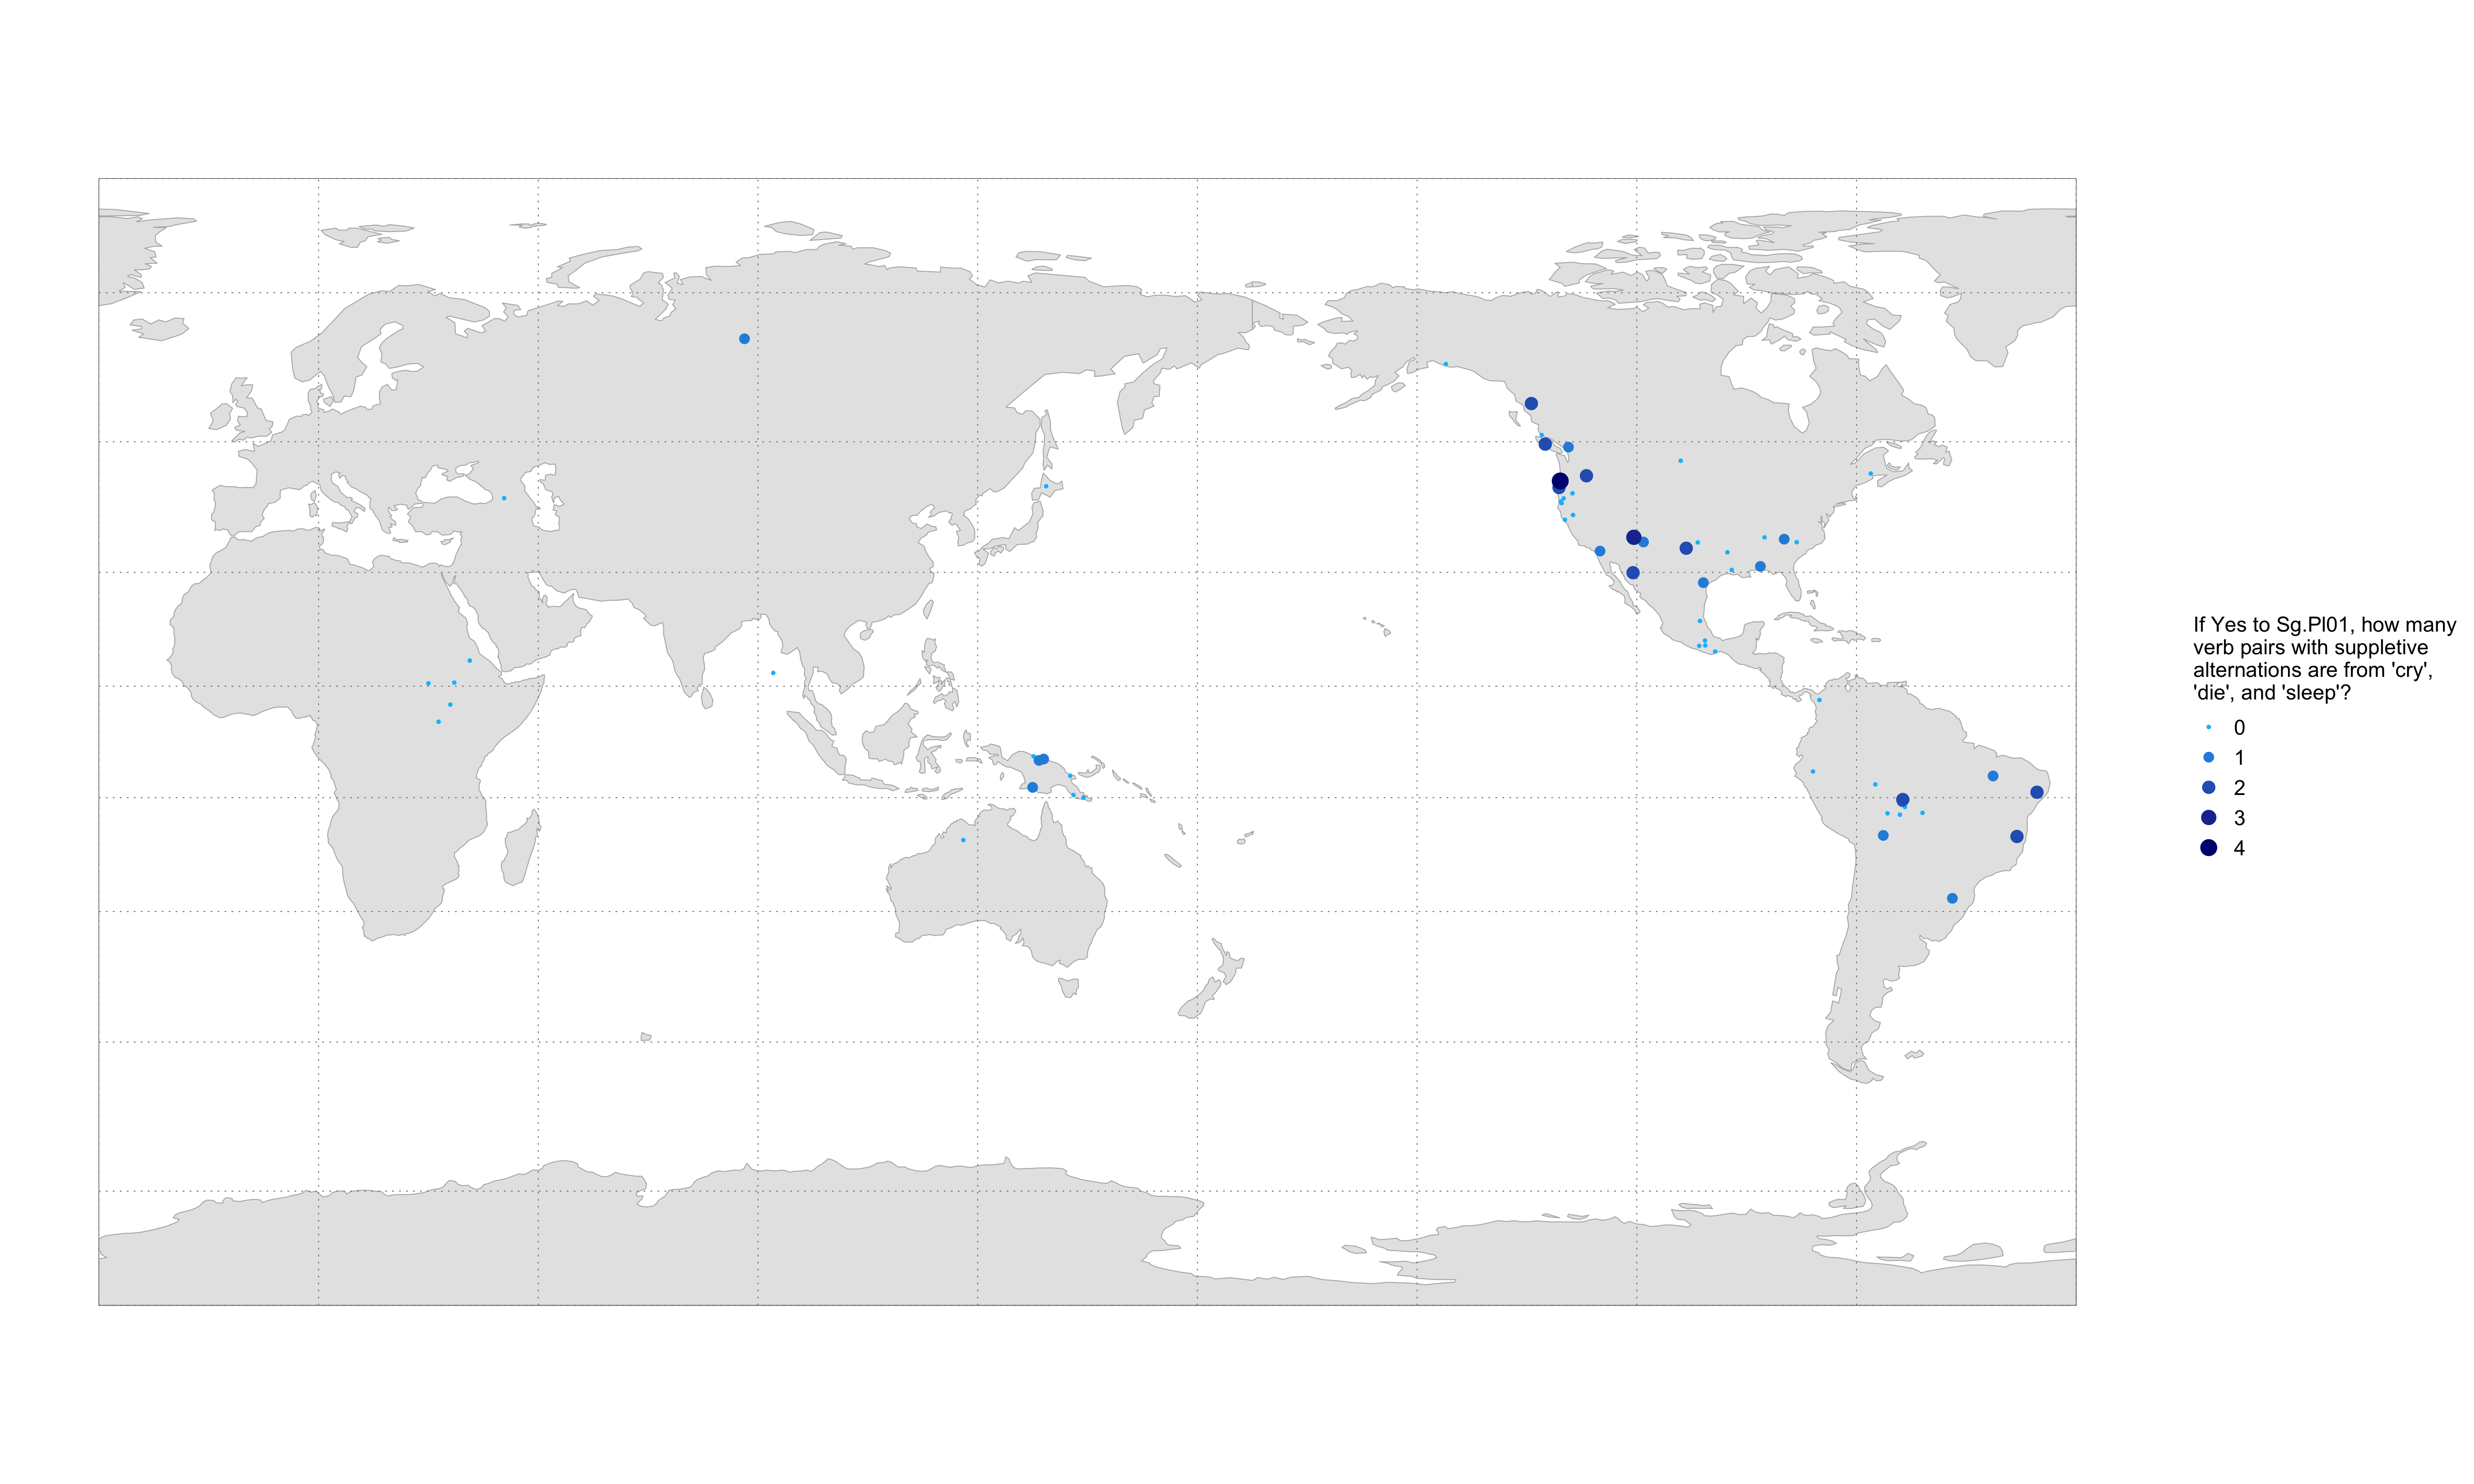 If Yes to Sg.Pl01, how many
verb pairs with suppletive
alternations are from 'cry',
'die', and 'sleep'?
0
1
2
3
4